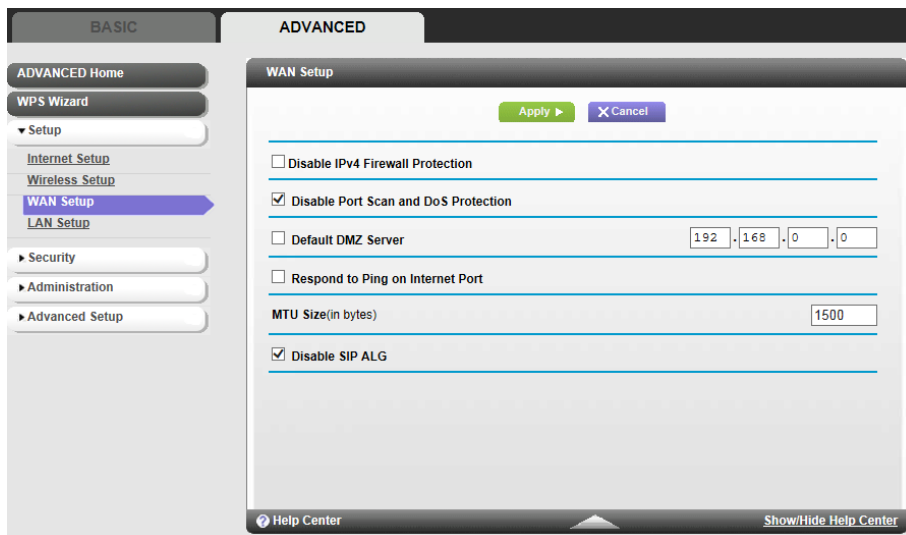 BASIC
ADVANCED
ADVANCED Home
WPS Wizard
Setup
Internet Setup
Wireless Setup
WAN Setup
LAN Setup
Security
Administration
Advanced Setup
WAN Setup
Apply
X Cancel
Disable IPv4 Firewall Protection
Disable Port Scan and DoS Protection
Default DMZ Server 192 . 168 . 0 . 0
Respond to Ping on Internet Port
MTU Size(in bytes) 1500
Disable SIP ALG
? Help Center
Show/Hide Help Center